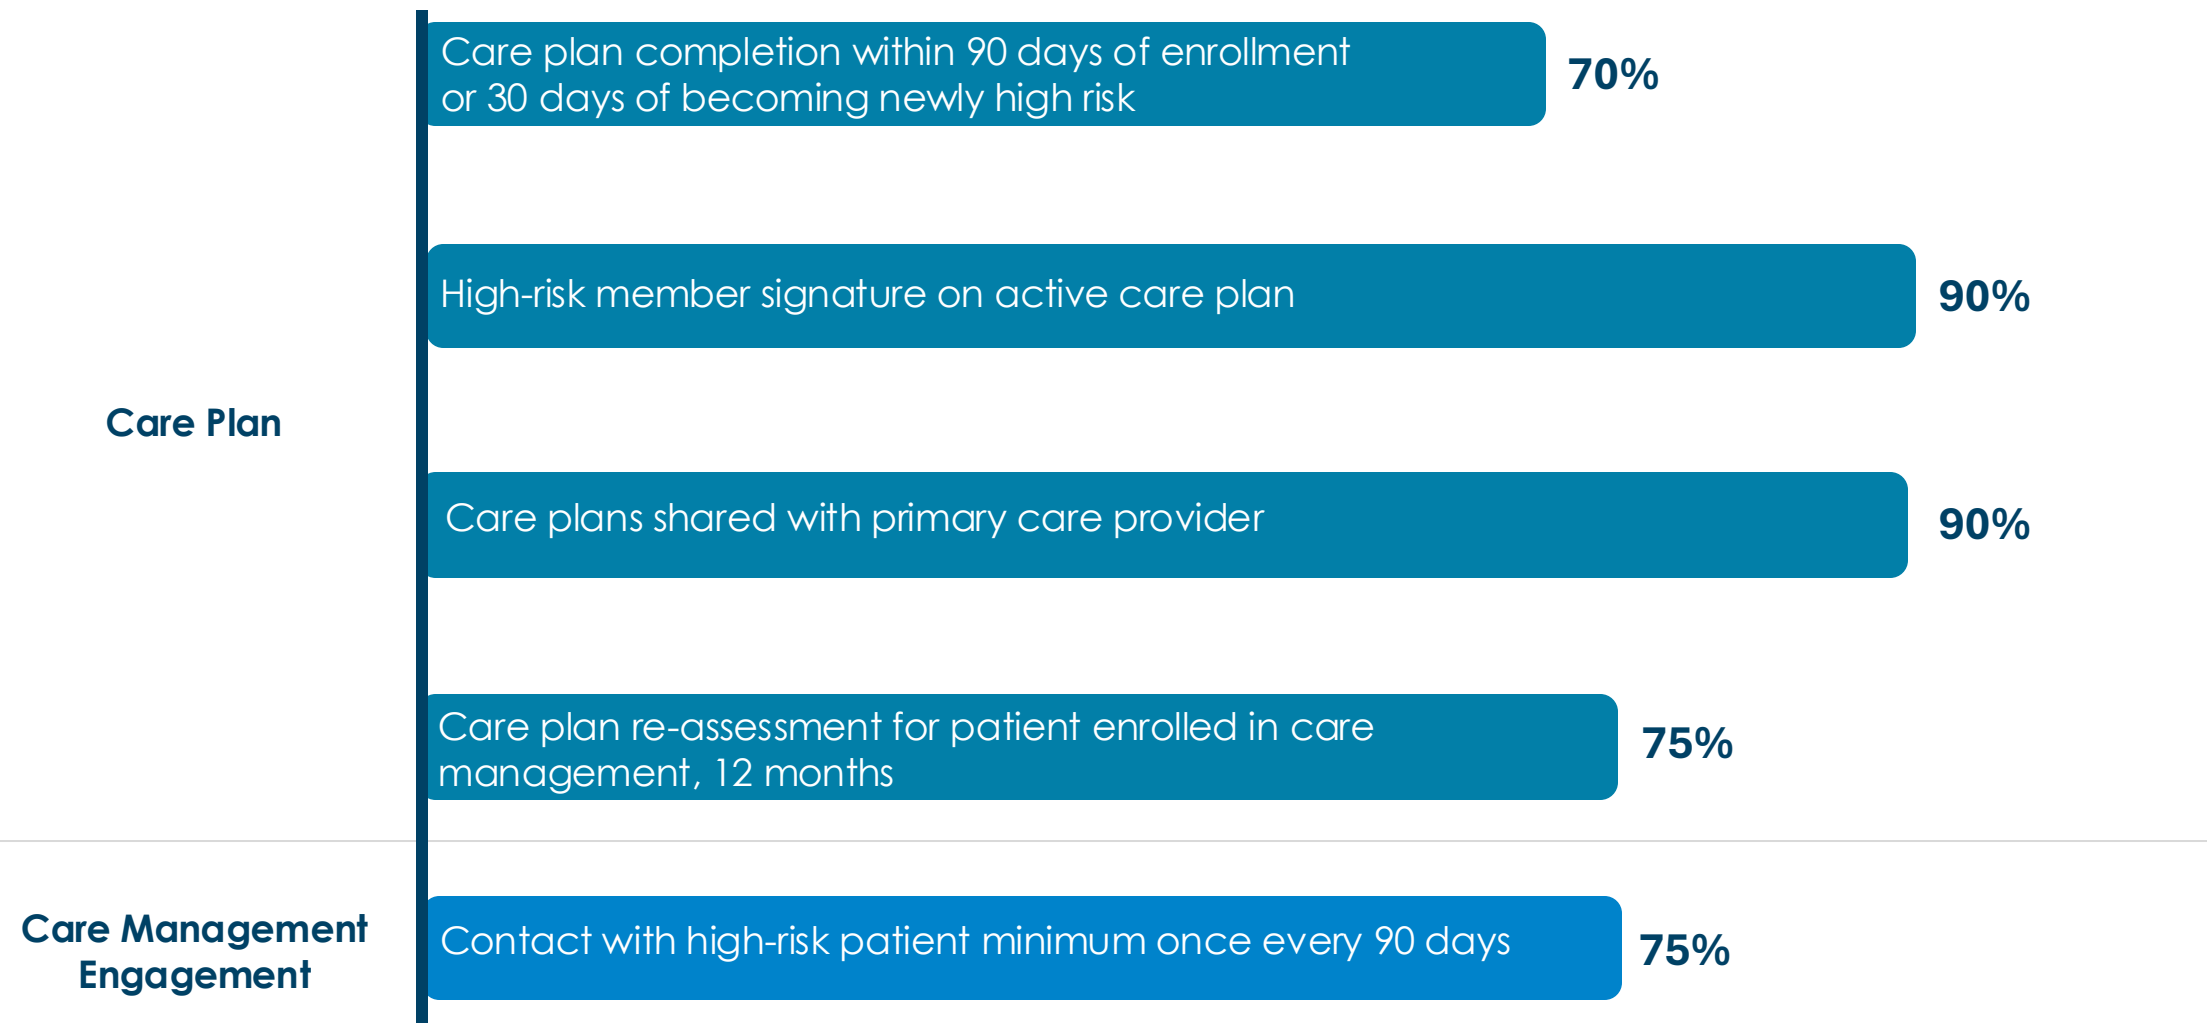 Care plan completion within 90 days of enrollment
or 30 days of becoming newly high risk
70%
High-risk member signature on active care plan
90%
Care Plan
Care plans shared with primary care provider
90%
Care plan re-assessment for patient enrolled in care
management, 12 months
75%
Care Management
Engagement
Contact with high-risk patient minimum once every 90 days
75%